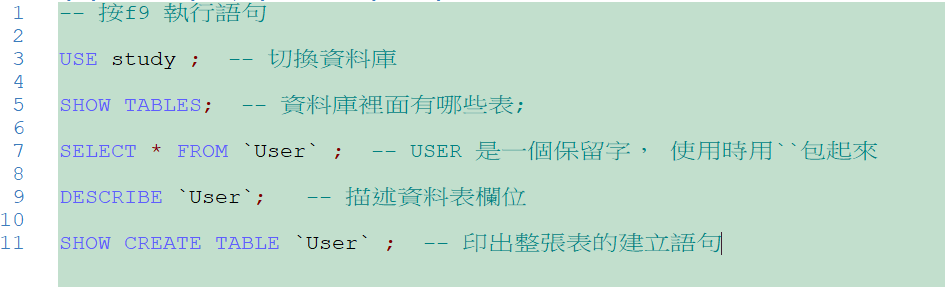 1 -- 按f9 執行語句
2
3 USE study ;  -- 切換資料庫
4
5 SHOW TABLES;  -- 資料庫裡面有哪些表;
6
7 SELECT * FROM `User` ;  -- USER 是一個保留字, 使用時用``包起來
8
9 DESCRIBE `User`;   -- 描述資料表欄位
10
11 SHOW CREATE TABLE `User` ;  -- 印出整張表的建立語句